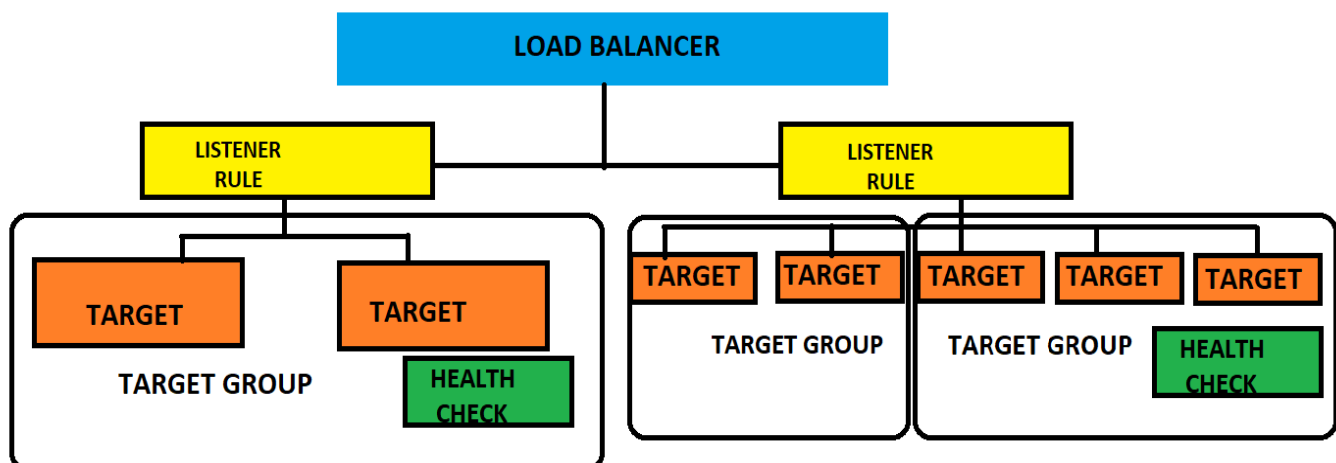 LOAD BALANCER
LISTENER
RULE
LISTENER
RULE
TARGET
TARGET
TARGET GROUP
HEALTH
CHECK
TARGET
TARGET
TARGET GROUP
TARGET
TARGET
TARGET
TARGET GROUP
HEALTH
CHECK